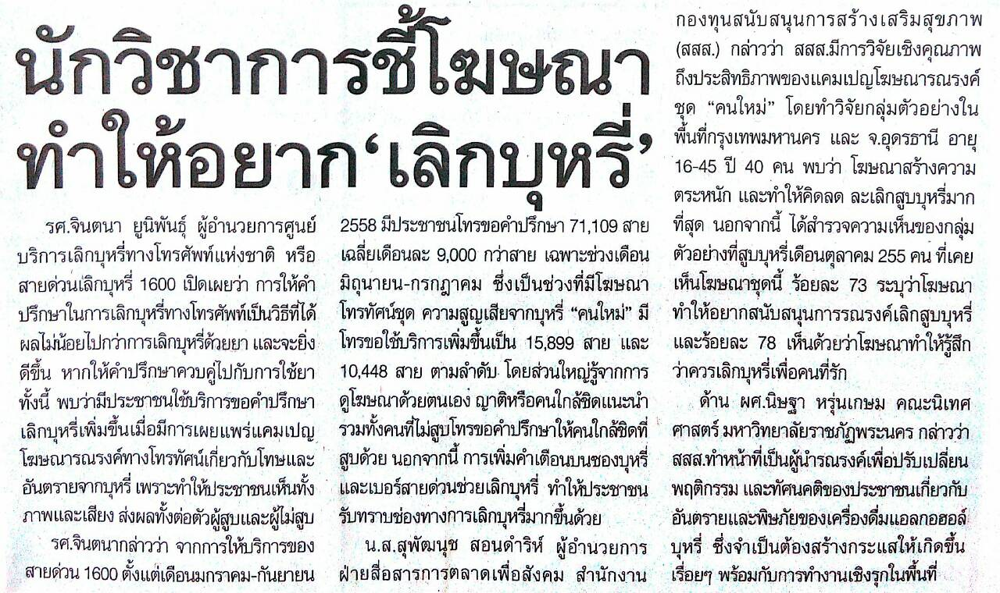 นักวิชาการชี้โฆษณา
ทำให้อยาก‘เลิกบุหรี่’
รศ.จินตนา ยูนิพันธุ์ ผู้อำนวยการศูนย์
บริการเลิกบุหรี่ทางโทรศัพท์แห่งชาติ หรือ
สายด่วนเลิกบุหรี่ 1600 เปิดเผยว่า การให้คำ
ปรึกษาในการเลิกบุหรี่ทางโทรศัพท์เป็นวิธีที่ได้
ผลไม่น้อยไปกว่าการเลิกบุหรี่ด้วยยา และจะยิ่ง
ดีขึ้น หากให้คำปรึกษาควบคู่ไปกับการใช้ยา
ทั้งนี้ พบว่ามีประชาชนใช้บริการขอคำปรึกษา
เลิกบุหรี่เพิ่มขึ้นเมื่อมีการเผยแพร่แคมเปญ
โฆษณารณรงค์ทางโทรทัศน์เกี่ยวกับโทษและ
อันตรายจากบุหรี่ เพราะทำให้ประชาชนเห็นทั้ง
ภาพและเสียง ส่งผลทั้งต่อตัวผู้สูบและผู้ไม่สูบ
รศ.จินตนากล่าวว่า จากการให้บริการของ
สายด่วน 1600 ตั้งแต่เดือนมกราคม-กันยายน
2558 มีประชาชนโทรขอคำปรึกษา 71,109 สาย
เฉลี่ยเดือนละ 9,000 กว่าสาย เฉพาะช่วงเดือน
มิถุนายน-กรกฎาคม ซึ่งเป็นช่วงที่มีโฆษณา
โทรทัศน์ชุด ความสูญเสียจากบุหรี่ “คนใหม่” มี
โทรขอใช้บริการเพิ่มขึ้นเป็น 15,899 สาย และ
10,448 สาย ตามลำดับ โดยส่วนใหญ่รู้จากการ
ดูโฆษณาด้วยตนเอง ญาติหรือคนใกล้ชิดแนะนำ
รวมทั้งคนที่ไม่สูบโทรขอคำปรึกษาให้คนใกล้ชิดที่
สูบด้วย นอกจากนี้ การเพิ่มคำเตือนบนซองบุหรี่
และเบอร์สายด่วนช่วยเลิกบุหรี่ ทำให้ประชาชน
รับทราบช่องทางการเลิกบุหรี่มากขึ้นด้วย
น.ส.สุพัฒนุช สอนดำริห์ ผู้อำนวยการ
ฝ่ายสื่อสารการตลาดเพื่อสังคม สำนักงาน
กองทุนสนับสนุนการสร้างเสริมสุขภาพ
(สสส.) กล่าวว่า สสส.มีการวิจัยเชิงคุณภาพ
ถึงประสิทธิภาพของแคมเปญโฆษณารณรงค์
ชุด “คนใหม่” โดยทำวิจัยกลุ่มตัวอย่างใน
พื้นที่กรุงเทพมหานคร และ จ.อุดรธานี อายุ
16-45 ปี 40 คน พบว่า โฆษณาสร้างความ
ตระหนัก และทำให้คิดลด ละเลิกสูบบุหรี่มาก
ที่สุด นอกจากนี้ ได้สำรวจความเห็นของกลุ่ม
ตัวอย่างที่สูบบุหรี่เดือนตุลาคม 255 คน ที่เคย
เห็นโฆษณาชุดนี้ ร้อยละ 73 ระบุว่าโฆษณา
ทำให้อยากสนับสนุนการรณรงค์เลิกสูบบุหรี่
และร้อยละ 78 เห็นด้วยว่าโฆษณาทำให้รู้สึก
ว่าควรเลิกบุหรี่เพื่อคนที่รัก
ด้าน ผศ.นิษฐา หรุ่นเกษม คณะนิเทศ
ศาสตร์ มหาวิทยาลัยราชภัฏพระนคร กล่าวว่า
สสส.ทำหน้าที่เป็นผู้นำรณรงค์เพื่อปรับเปลี่ยน
พฤติกรรม และทัศนคติของประชาชนเกี่ยวกับ
อันตรายและพิษภัยของเครื่องดื่มแอลกอฮอล์
บุหรี่ ซึ่งจำเป็นต้องสร้างกระแสให้เกิดขึ้น
เรื่อยๆ พร้อมกับการทำงานเชิงรุกในพื้นที่